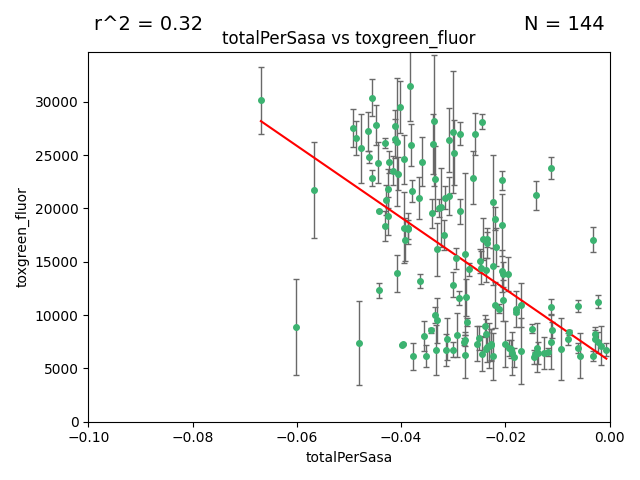 r^2 = 0.32
N = 144
totalPerSasa vs toxgreen_fluor
30000
25000
20000
15000
10000
5000
0
toxgreen_fluor
−0.10
−0.08
−0.06
−0.04
−0.02
0.00
totalPerSasa